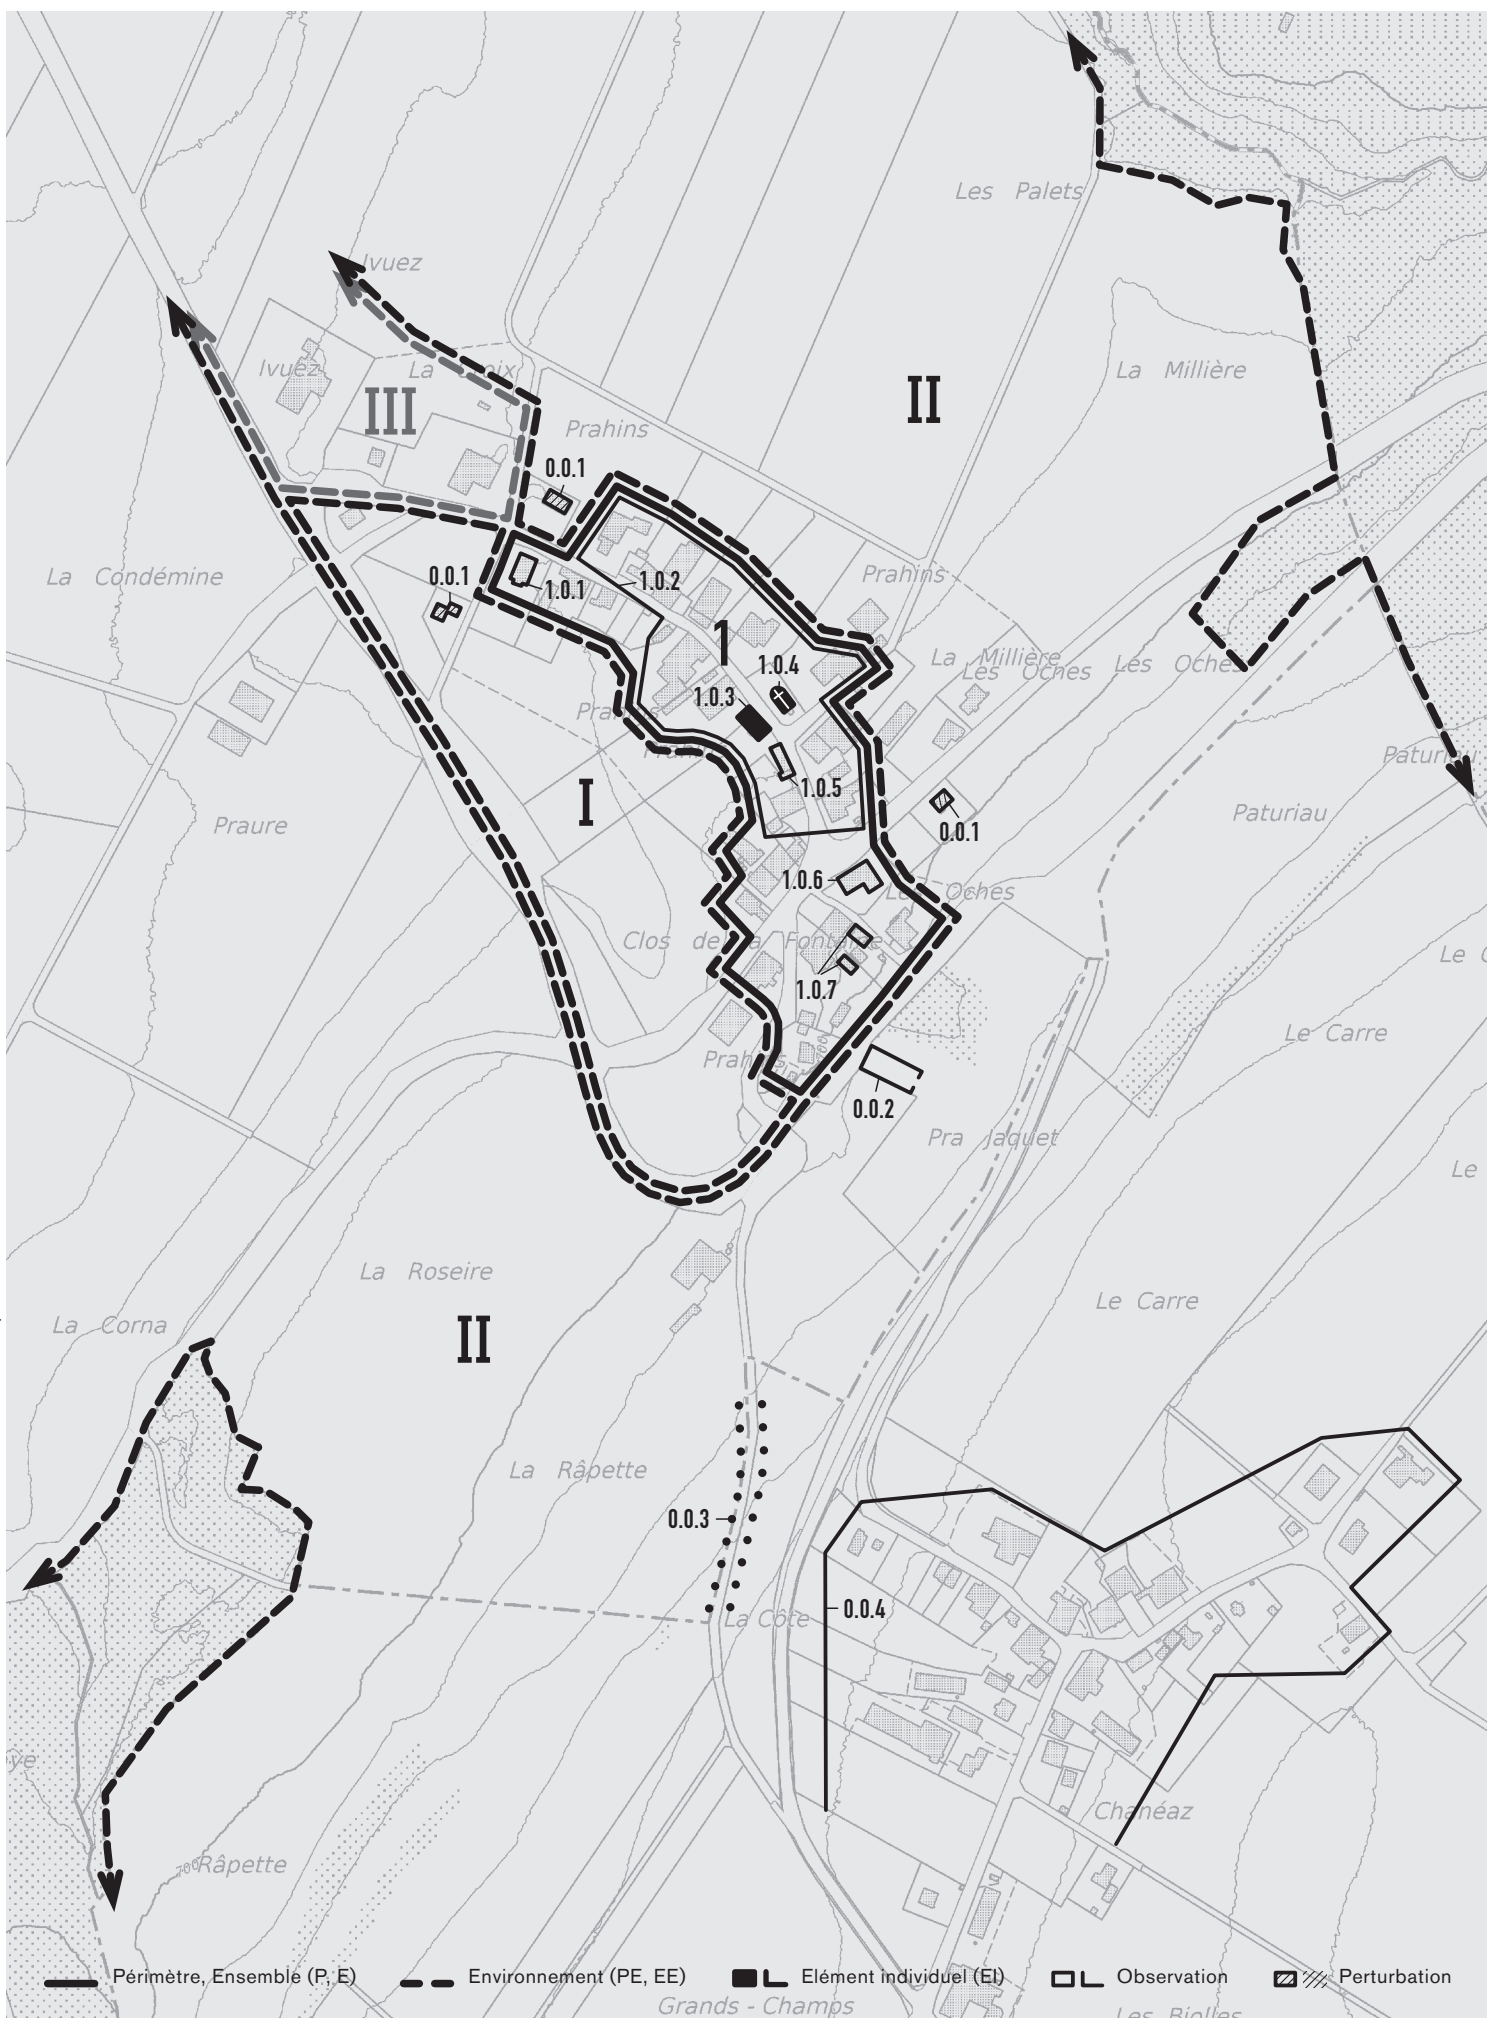 Les Palets
Ivuez
Ivuez
La
III
II
La Millière
Prahins
0.0.1
La Condémine
0.0.1
1.0.1
1.0.2
Prahins
1
La Millière
Les Oches
Les Oches
1.0.4
1.0.3
Prahins
Paturiau
I
1.0.5
Praure
0.0.1
Paturiau
1.0.6
Les Oches
Clos de la Fontaine
1.0.7
Le
Le Carre
Prahins
0.0.2
Pra Jaquet
Le
La Roseire
Le Carre
La Corna
II
La Râpette
0.0.3
La Côte
0.0.4
Chanéaz
700
Râpette
Périmètre, Ensemble (P, E)
Environnement (PE, EE)
Elément individuel (EI)
Observation
Perturbation
Grands - Champs
Les Biolles